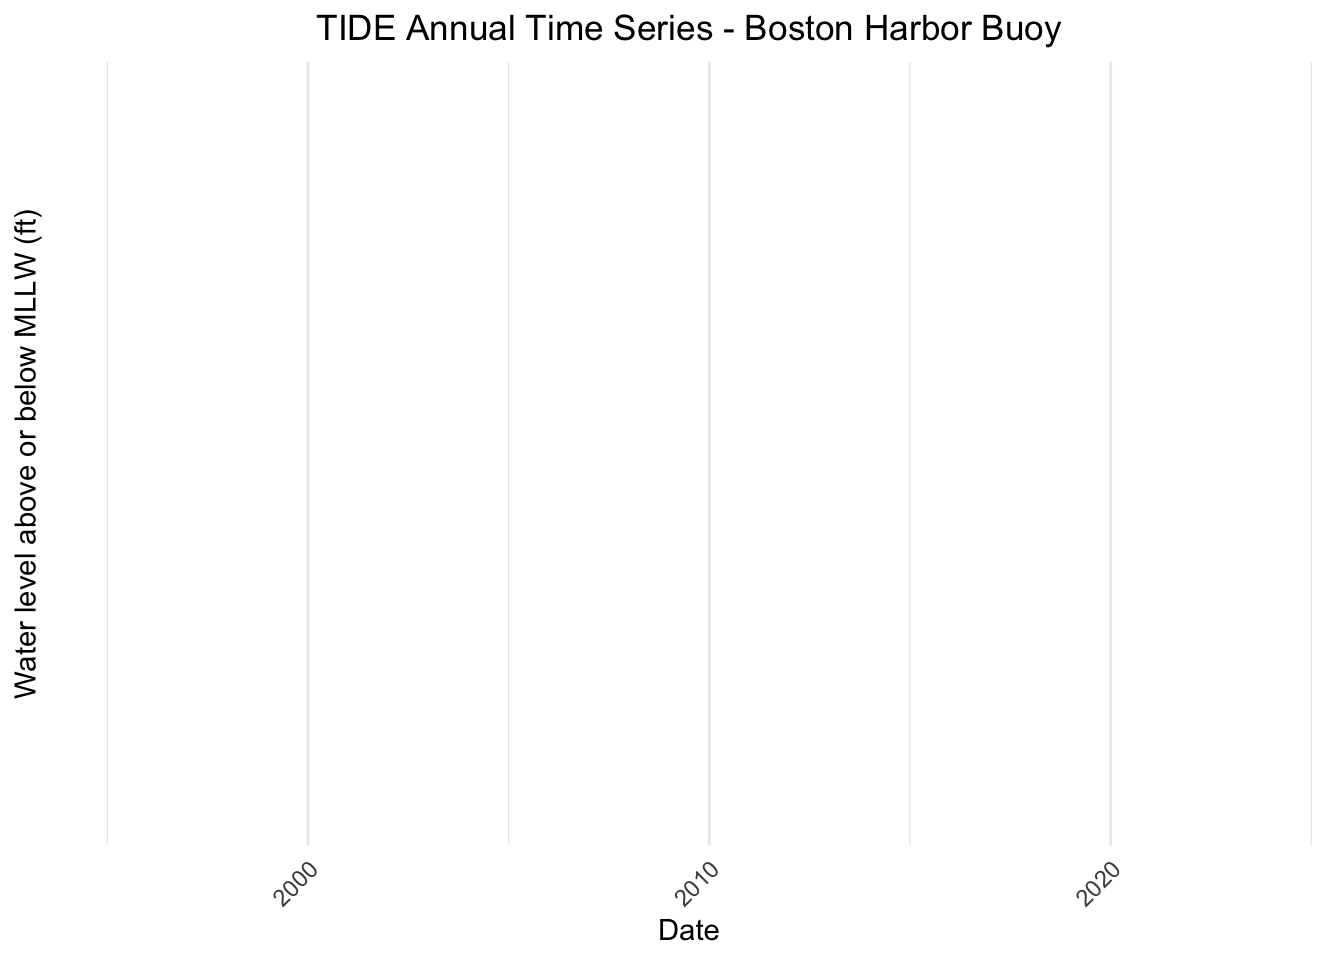 TIDE Annual Time Series - Boston Harbor Buoy
Water level above or below MLLW (ft)
2000
2010
2020
Date